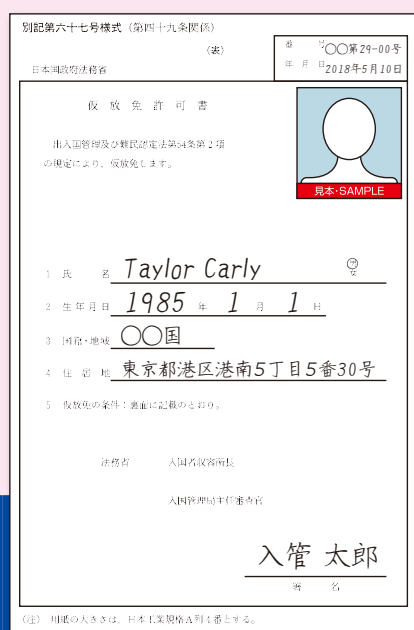 別記第六十七号様式（第四十九条関係）
（表）
番 号 〇〇第29-00号
年 月 日 2018年5月10日
日本国政府法務省
仮放免許可書
出入国管理及び難民認定法第54条第2項
の規定により、仮放免します。
見本・SAMPLE
1 氏 名 Taylor Carly 男
女
2 生年月日 1985 年 1 月 1 日
3 国籍・地域 〇〇国
4 住居地 東京都港区港南5丁目5番30号
5 仮放免の条件：裏面に記載のとおり。
法務省 入国者収容所長
入国管理局主任審査官
入管 太郎
署 名
（注） 用紙の大きさは、日本工業規格A列4番とする。